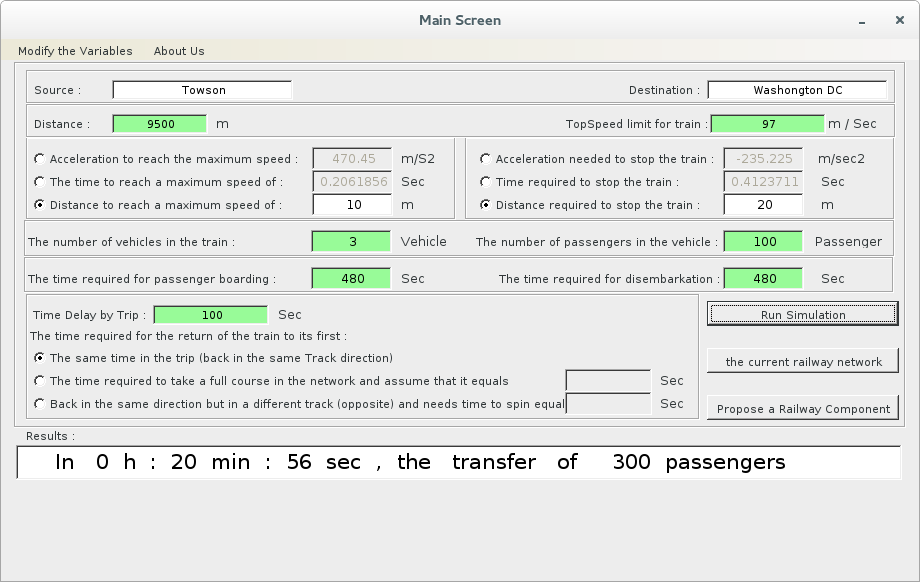 Main Screen
Modify the Variables About Us
Source : Towson Destination : Washongton DC
Distance : 9500 m TopSpeed limit for train : 97 m / Sec
Acceleration to reach the maximum speed : 470.45 m/S2 Acceleration needed to stop the train : -235.225 m/sec2
The time to reach a maximum speed of : 0.2061856 Sec Time required to stop the train : 0.4123711 Sec
Distance to reach a maximum speed of : 10 m Distance required to stop the train : 20 m
The number of vehicles in the train : 3 Vehicle The number of passengers in the vehicle : 100 Passenger
The time required for passenger boarding : 480 Sec The time required for disembarkation : 480 Sec
Time Delay by Trip : 100 Sec Run Simulation
The time required for the return of the train to its first :
The same time in the trip (back in the same Track direction) the current railway network
The time required to take a full course in the network and assume that it equals Sec
Back in the same direction but in a different track (opposite) and needs time to spin equal Sec Propose a Railway Component
Results :
In 0 h : 20 min : 56 sec , the transfer of 300 passengers